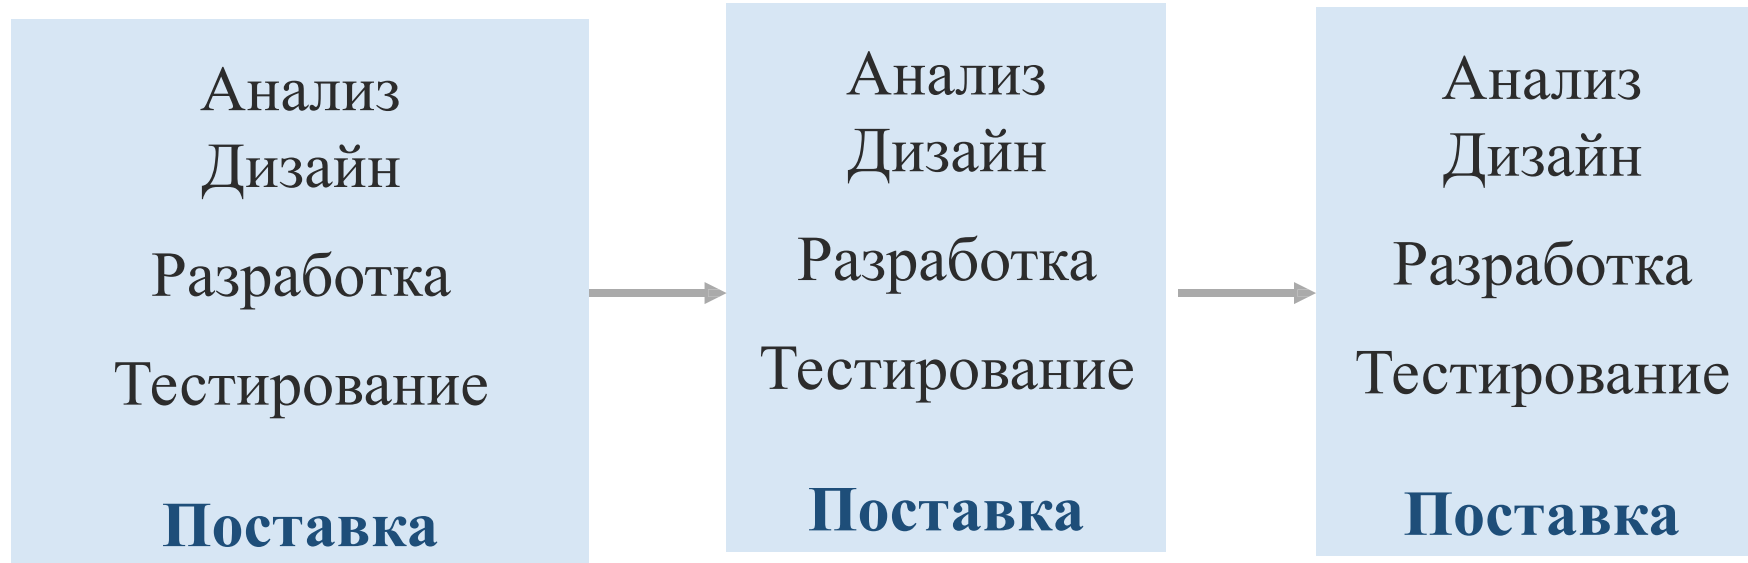 Анализ
Дизайн
Разработка
Тестирование
Поставка
Анализ
Дизайн
Разработка
Тестирование
Поставка
Анализ
Дизайн
Разработка
Тестирование
Поставка